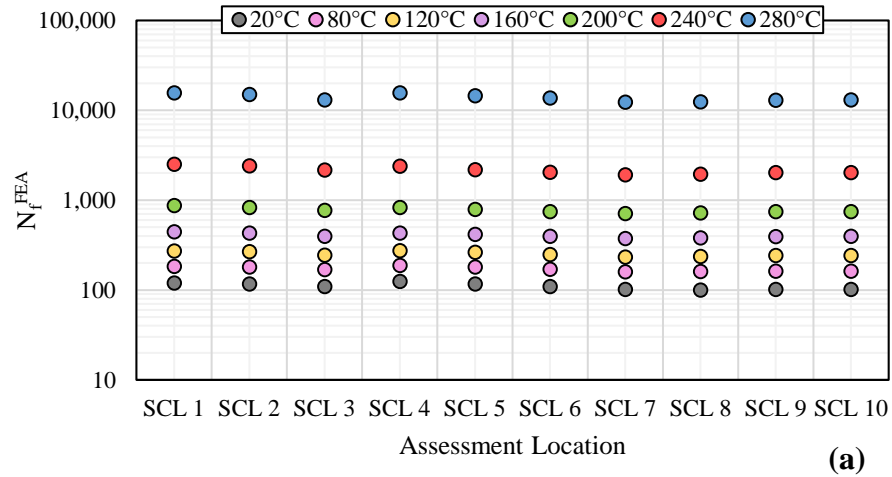 20°C 80°C 120°C 160°C 200°C 240°C 280°C
100,000
10,000
1,000
100
10
N_f^FEA
SCL 1 SCL 2 SCL 3 SCL 4 SCL 5 SCL 6 SCL 7 SCL 8 SCL 9 SCL 10
Assessment Location
(a)